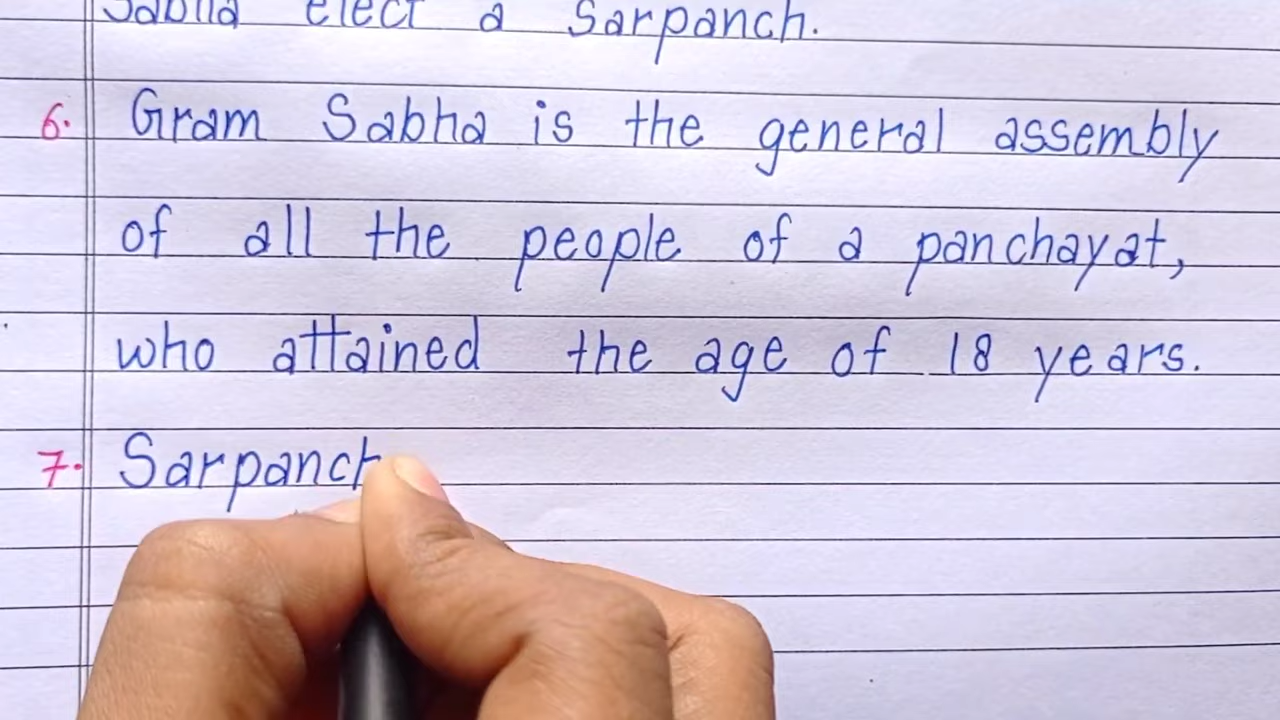 Sabha elect a Sarpanch.
6. Gram Sabha is the general assembly
of all the people of a panchayat,
who attained the age of 18 years.
7. Sarpanch